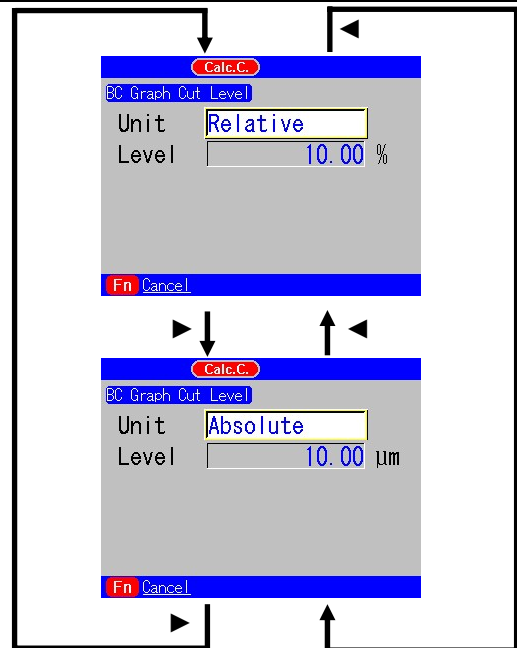 Calc.C.
BC Graph Cut Level
Unit Relative
Level 10.00 %
Fn Cancel
Calc.C.
BC Graph Cut Level
Unit Absolute
Level 10.00 μm
Fn Cancel